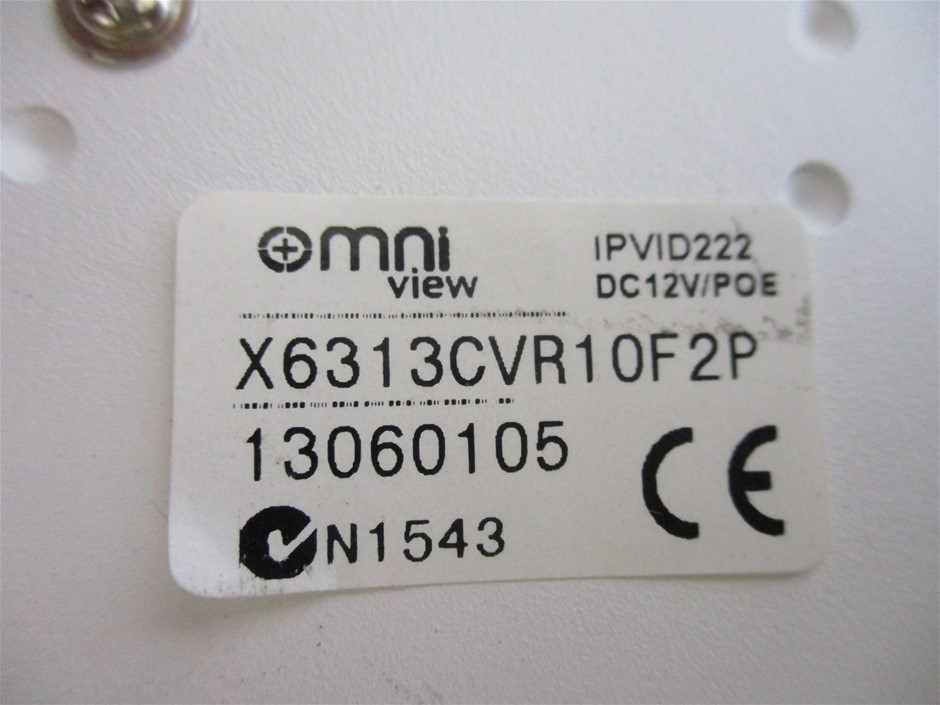 omni
view
IPVID222
DC12V/POE
X6313CVR10F2P
13060105
N1543
CE